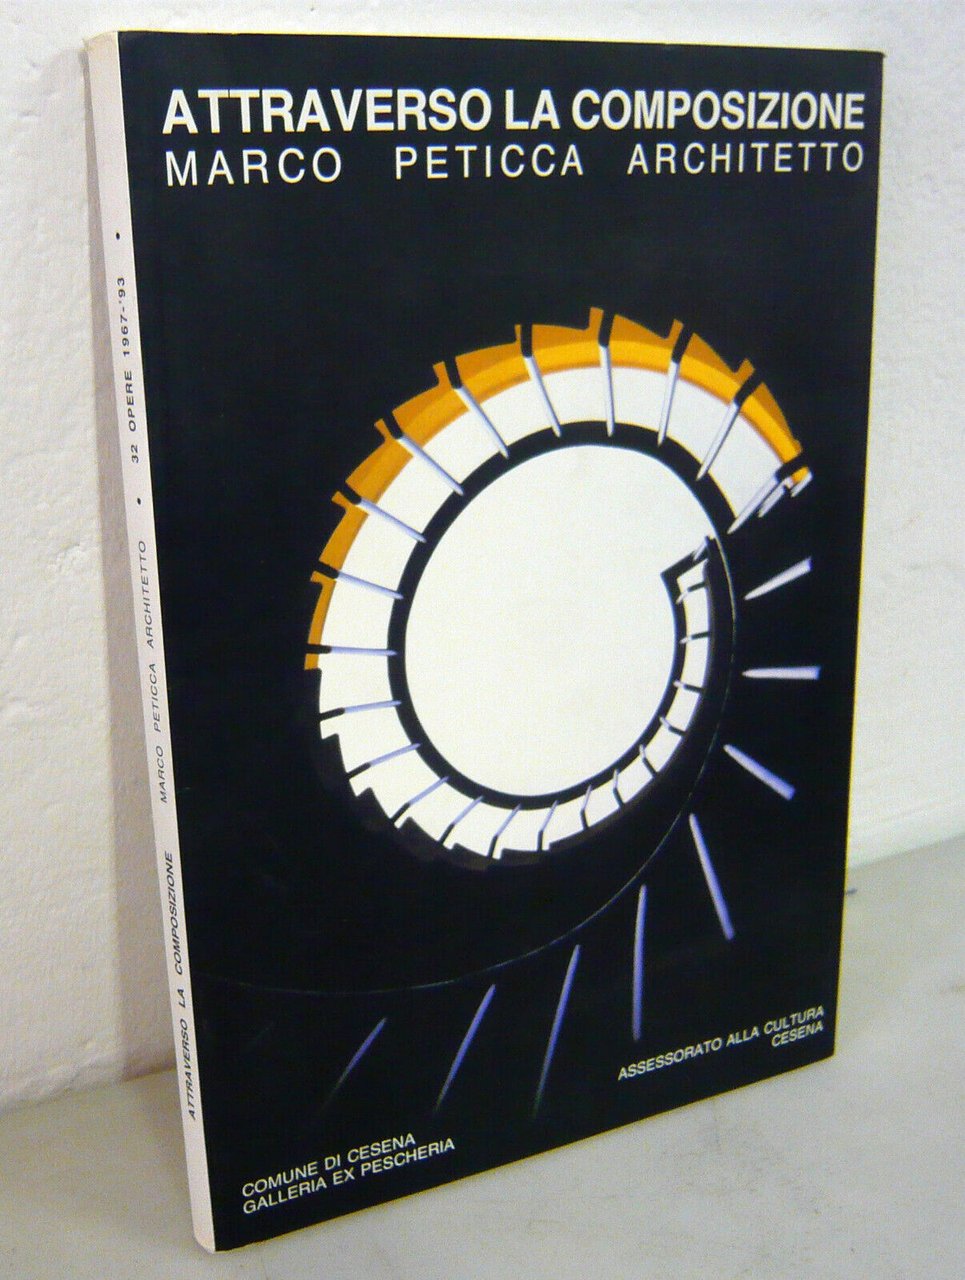 ATTRAVERSO LA COMPOSIZIONE
MARCO PETICCA ARCHITETTO
ASSESSORATO ALLA CULTURA
CESENA
COMUNE DI CESENA
GALLERIA EX PESCHERIA
ATTRAVERSO LA COMPOSIZIONE MARCO PETICCA ARCHITETTO • 32 OPERE 1967-'93 •